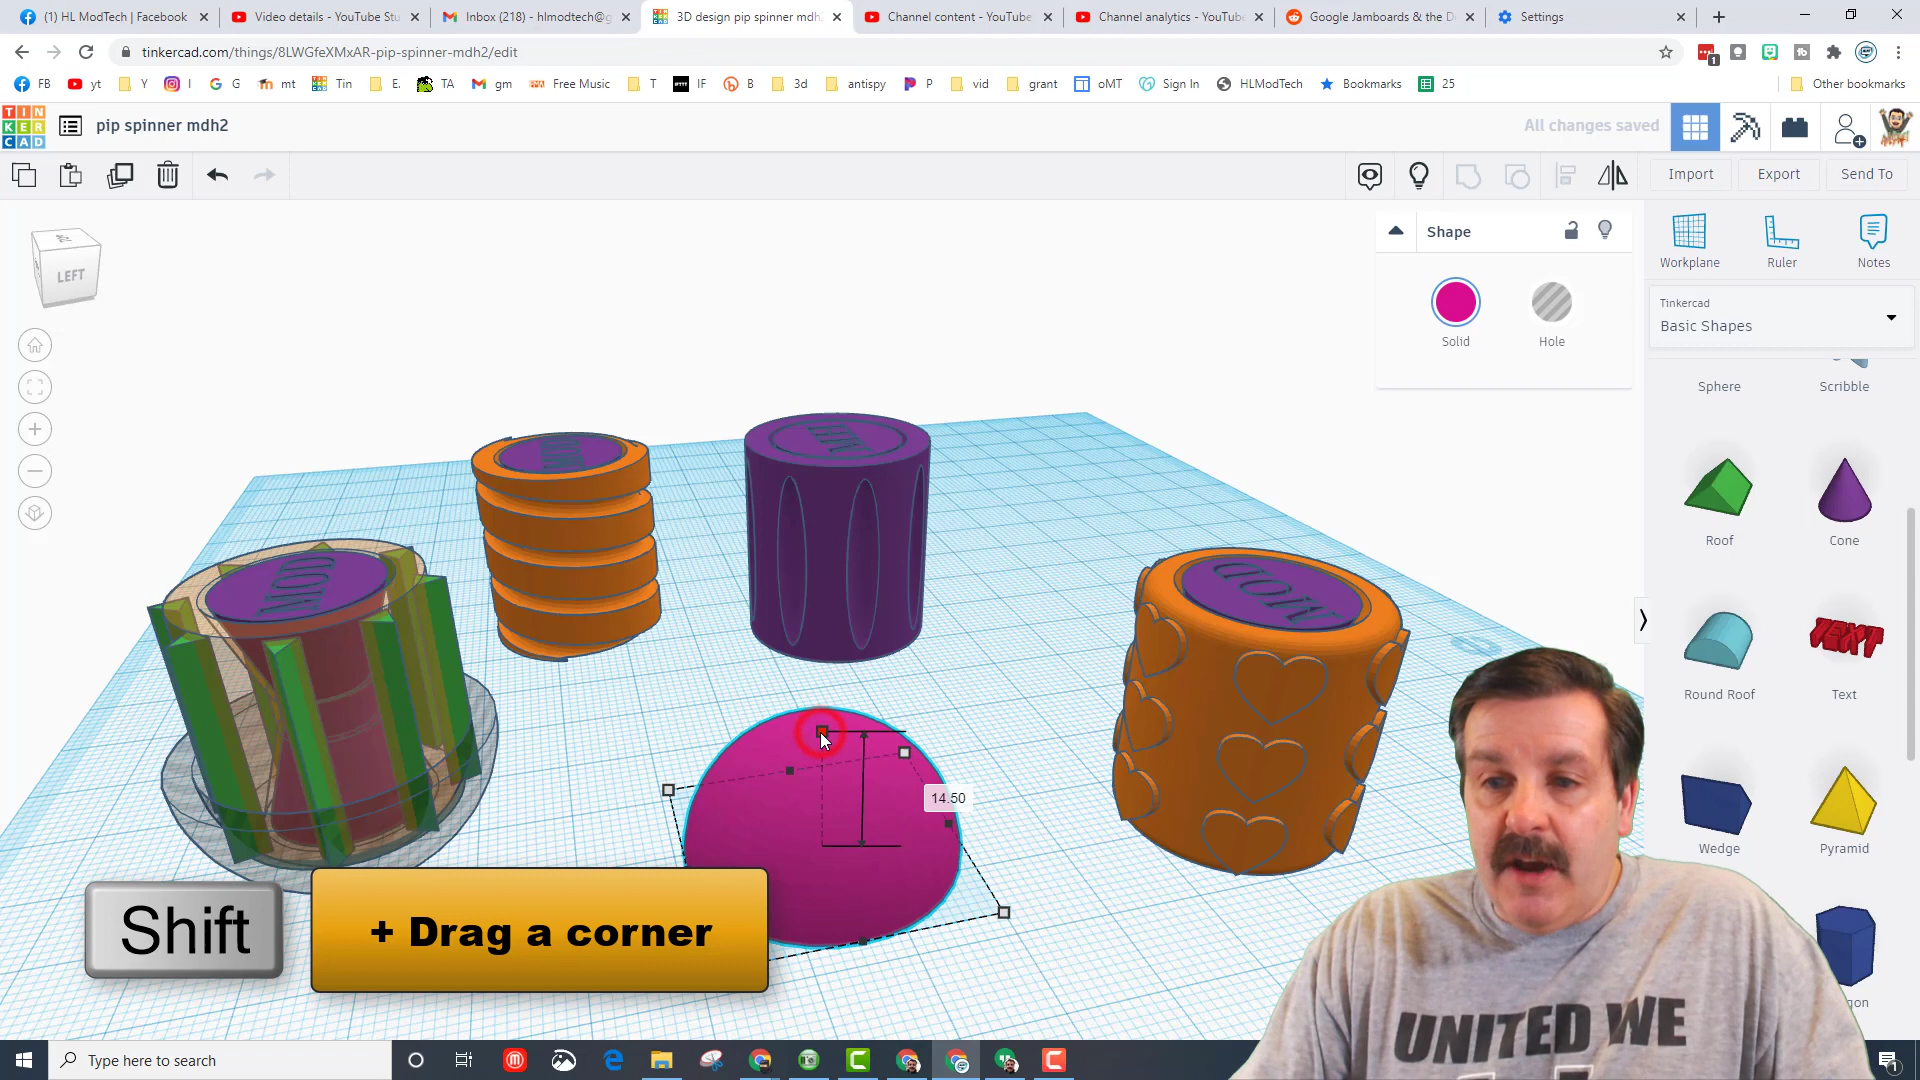 (1) HL ModTech | Facebook
Video details - YouTube Stu
Inbox (218) - hlmodtech@g
3D design pip spinner mdh
Channel content - YouTube
Channel analytics - YouTube
Google Jamboards & the D
Settings
tinkercad.com/things/8LWGfeXMxAR-pip-spinner-mdh2/edit
FB
yt
Y
I
G
mt
Tin
E.
TA
gm
Free Music
T
IF
B
3d
antispy
P
vid
grant
oMT
Sign In
HLModTech
Bookmarks
25
Other bookmarks
TIN
KER
CAD
pip spinner mdh2
All changes saved
Import
Export
Send To
LEFT
Shape
Solid
Hole
Workplane
Ruler
Notes
Tinkercad
Basic Shapes
Sphere
Scribble
Roof
Cone
TEXT
Round Roof
Text
Wedge
Pyramid
gon
MOD
14.50
Shift
+ Drag a corner
UNITED WE
Type here to search
1